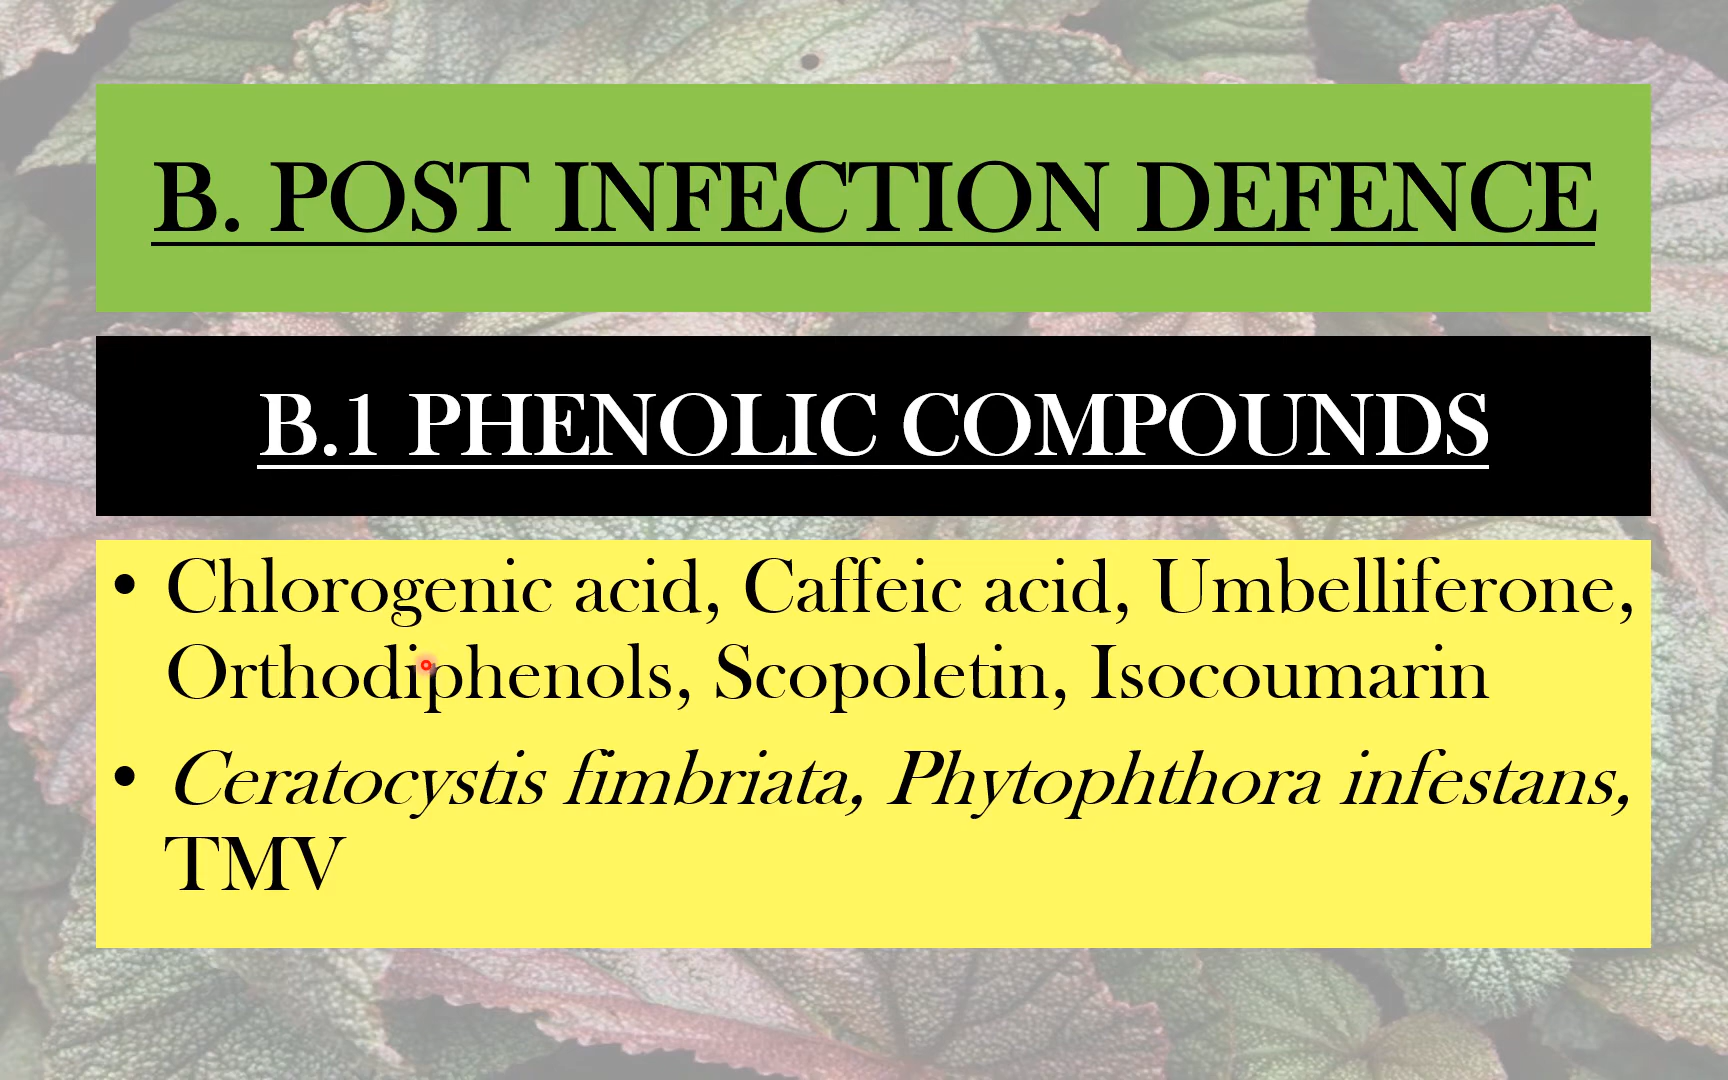 B. POST INFECTION DEFENCE
B.1 PHENOLIC COMPOUNDS
• Chlorogenic acid, Caffeic acid, Umbelliferone,
Orthodiphenols, Scopoletin, Isocoumarin
• Ceratocystis fimbriata, Phytophthora infestans,
TMV